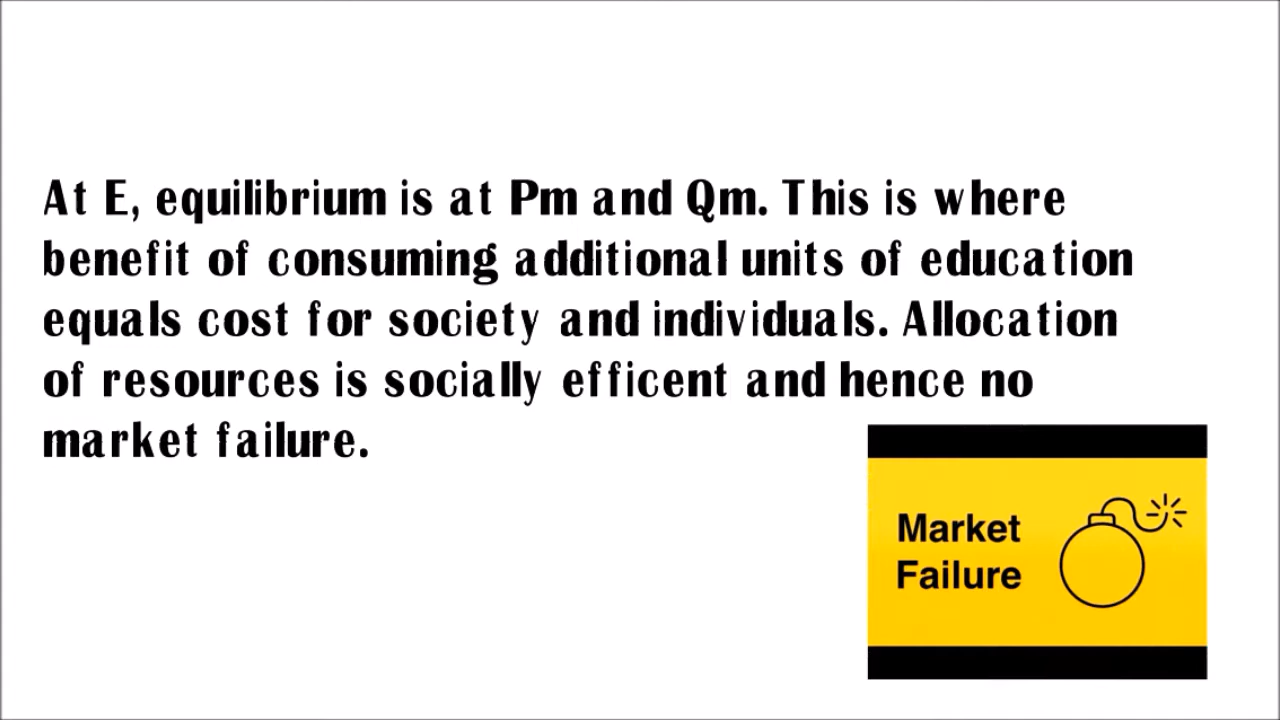 At E, equilibrium is at Pm and Qm. This is where
benefit of consuming additional units of education
equals cost for society and individuals. Allocation
of resources is socially efficent and hence no
market failure.
Market
Failure